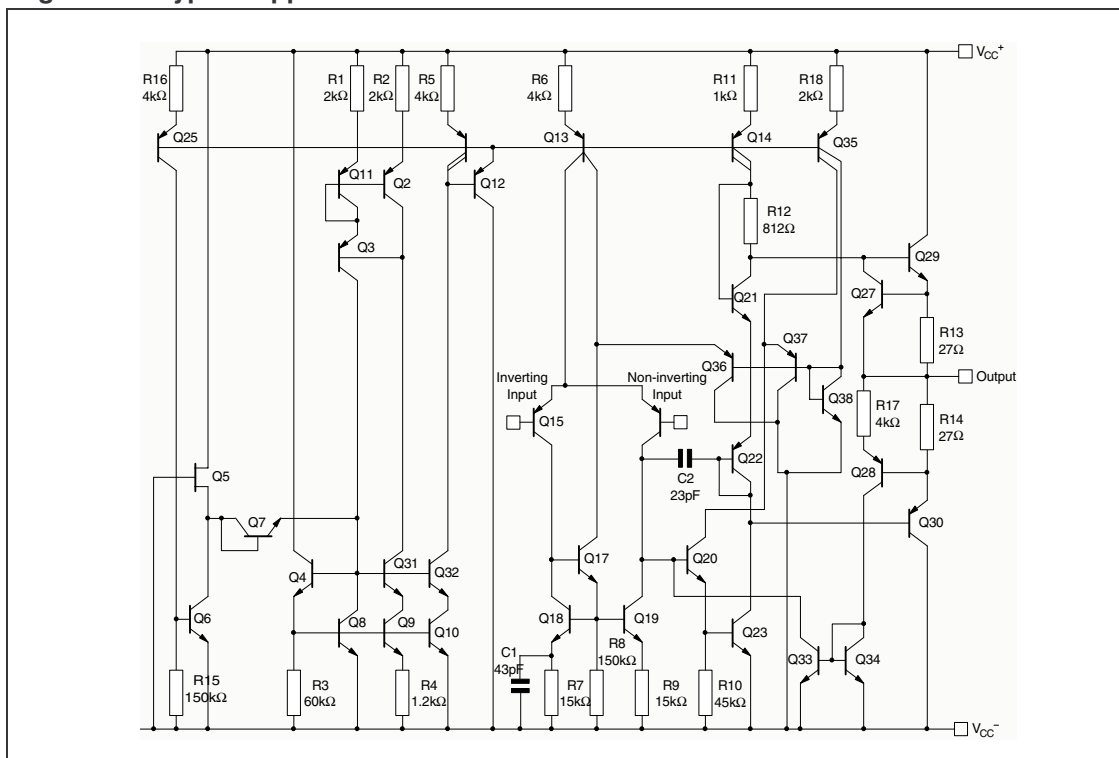 V_CC^+
R16
4kΩ
R1
2kΩ
R2
2kΩ
R5
4kΩ
R6
4kΩ
R11
1kΩ
R18
2kΩ
Q25
Q13
Q14
Q35
Q11
Q2
Q12
R12
812Ω
Q3
Q29
Q21
Q27
R13
27Ω
Q36
Q37
Inverting
Input
Non-inverting
Input
Output
Q15
Q38
R17
4kΩ
R14
27Ω
Q5
C2
23pF
Q22
Q28
Q7
Q30
Q4
Q31
Q32
Q17
Q20
Q6
Q8
Q9
Q10
Q18
Q19
Q23
C1
43pF
R8
150kΩ
Q33
Q34
R15
150kΩ
R3
60kΩ
R4
1.2kΩ
R7
15kΩ
R9
15kΩ
R10
45kΩ
V_CC^-